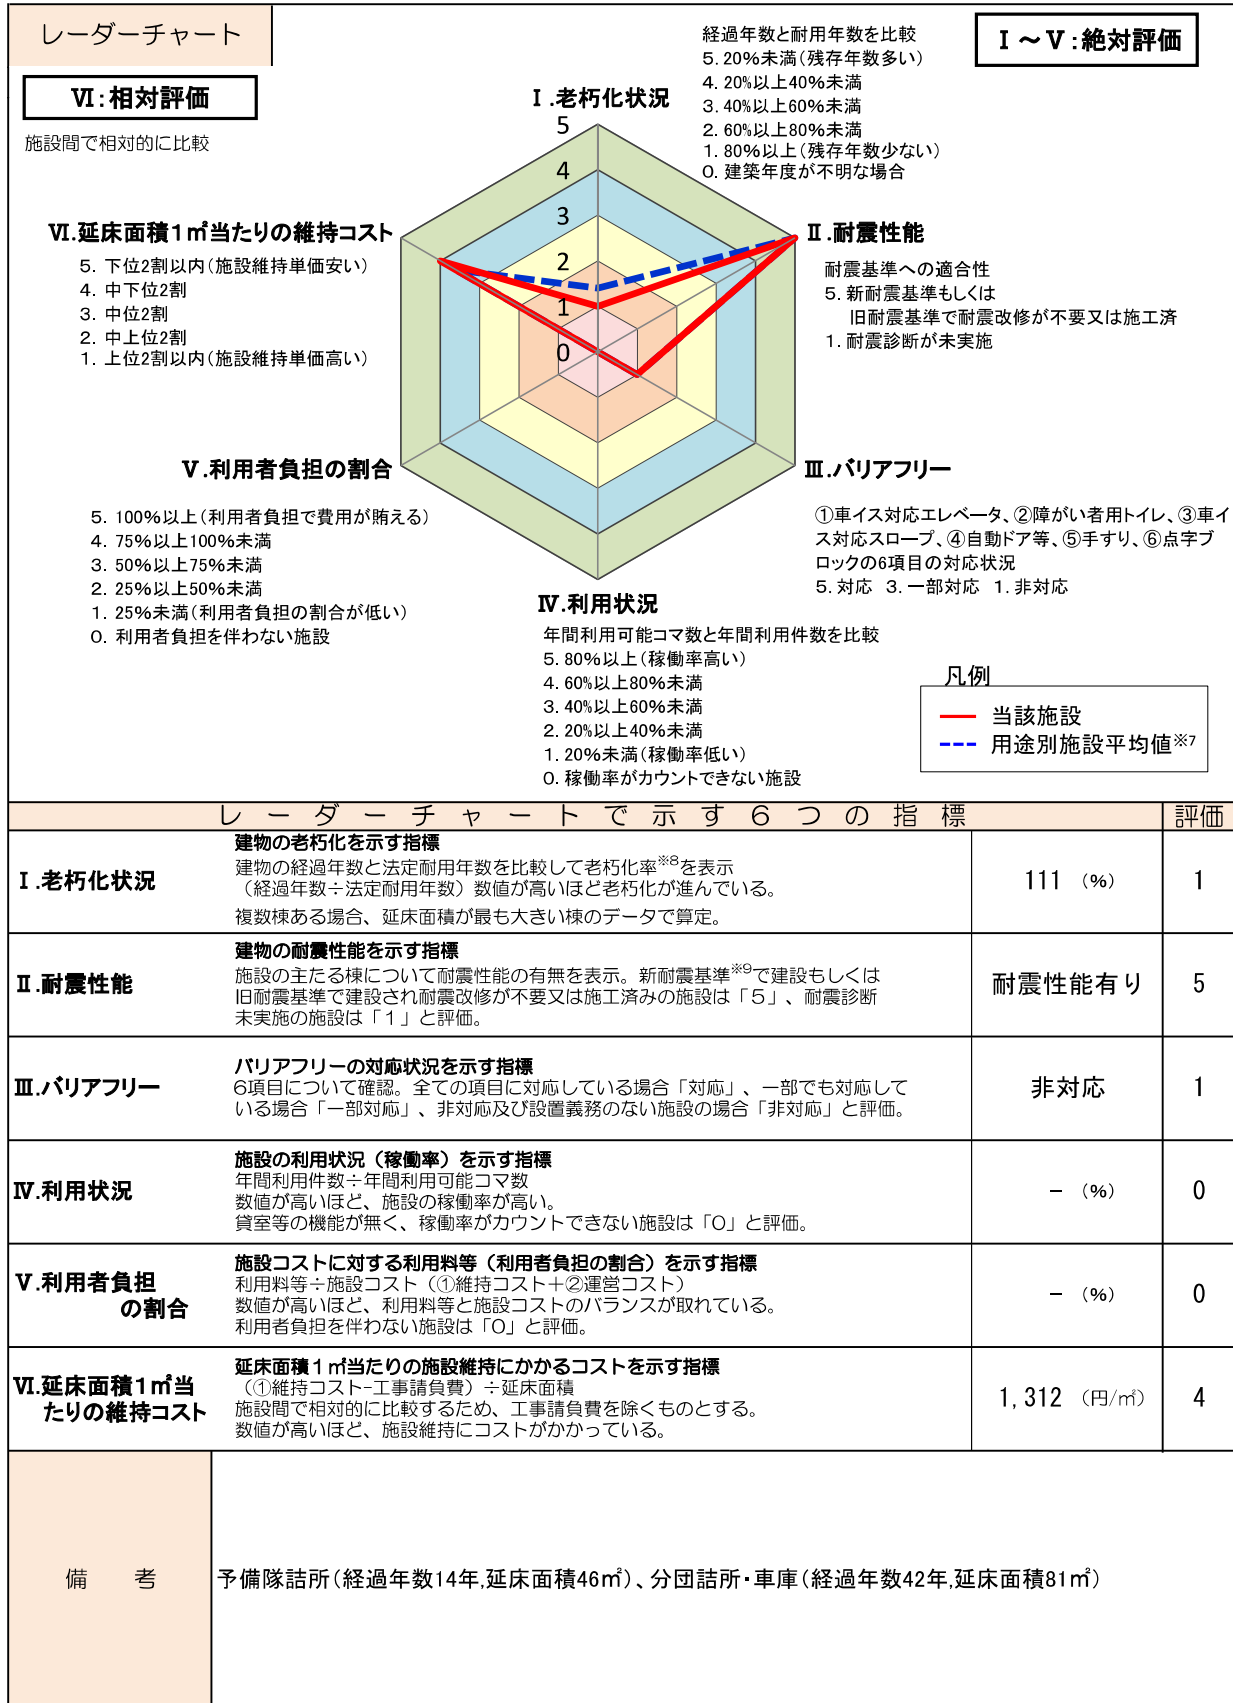 レーダーチャート
Ⅵ:相対評価
施設間で相対的に比較
Ⅰ～Ⅴ:絶対評価
経過年数と耐用年数を比較
5. 20%未満(残存年数多い)
4. 20%以上40%未満
3. 40%以上60%未満
2. 60%以上80%未満
1. 80%以上(残存年数少ない)
0. 建築年度が不明な場合
Ⅰ.老朽化状況
5
4
3
2
1
0
Ⅱ.耐震性能
耐震基準への適合性
5. 新耐震基準もしくは
旧耐震基準で耐震改修が不要又は施工済
1. 耐震診断が未実施
Ⅵ.延床面積1㎡当たりの維持コスト
5. 下位2割以内(施設維持単価安い)
4. 中下位2割
3. 中位2割
2. 中上位2割
1. 上位2割以内(施設維持単価高い)
Ⅴ.利用者負担の割合
5. 100%以上(利用者負担で費用が賄える)
4. 75%以上100%未満
3. 50%以上75%未満
2. 25%以上50%未満
1. 25%未満(利用者負担の割合が低い)
0. 利用者負担を伴わない施設
Ⅲ.バリアフリー
①車イス対応エレベータ、②障がい者用トイレ、③車イ
ス対応スロープ、④自動ドア等、⑤手すり、⑥点字ブ
ロックの6項目の対応状況
5. 対応 3. 一部対応 1. 非対応
Ⅳ.利用状況
年間利用可能コマ数と年間利用件数を比較
5. 80%以上(稼働率高い)
4. 60%以上80%未満
3. 40%以上60%未満
2. 20%以上40%未満
1. 20%未満(稼働率低い)
0. 稼働率がカウントできない施設
凡例
当該施設
用途別施設平均値※7
レーダーチャートで示す6つの指標 評価
Ⅰ.老朽化状況
建物の老朽化を示す指標
建物の経過年数と法定耐用年数を比較して老朽化率※8を表示
(経過年数÷法定耐用年数)数値が高いほど老朽化が進んでいる。
複数棟ある場合、延床面積が最も大きい棟のデータで算定。
111 (%) 1
Ⅱ.耐震性能
建物の耐震性能を示す指標
施設の主たる棟について耐震性能の有無を表示。新耐震基準※9で建設もしくは
旧耐震基準で建設され耐震改修が不要又は施工済みの施設は「5」、耐震診断
未実施の施設は「1」と評価。
耐震性能有り 5
Ⅲ.バリアフリー
バリアフリーの対応状況を示す指標
6項目について確認。全ての項目に対応している場合「対応」、一部でも対応して
いる場合「一部対応」、非対応及び設置義務のない施設の場合「非対応」と評価。
非対応 1
Ⅳ.利用状況
施設の利用状況(稼働率)を示す指標
年間利用件数÷年間利用可能コマ数
数値が高いほど、施設の稼働率が高い。
貸室等の機能が無く、稼働率がカウントできない施設は「0」と評価。
－ (%) 0
Ⅴ.利用者負担
の割合
施設コストに対する利用料等(利用者負担の割合)を示す指標
利用料等÷施設コスト(①維持コスト+②運営コスト)
数値が高いほど、利用料等と施設コストのバランスが取れている。
利用者負担を伴わない施設は「0」と評価。
－ (%) 0
Ⅵ.延床面積1㎡当
たりの維持コスト
延床面積1㎡当たりの施設維持にかかるコストを示す指標
(①維持コスト-工事請負費)÷延床面積
施設間で相対的に比較するため、工事請負費を除くものとする。
数値が高いほど、施設維持にコストがかかっている。
1,312 (円/㎡) 4
備 考
予備隊詰所(経過年数14年,延床面積46㎡)、分団詰所・車庫(経過年数42年,延床面積81㎡)